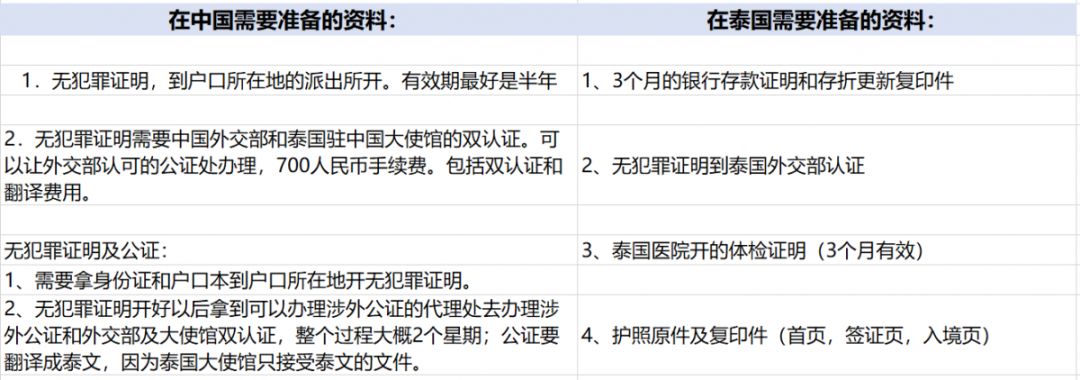 在中国需要准备的资料：
在泰国需要准备的资料：
1．无犯罪证明，到户口所在地的派出所开。有效期最好是半年
1、3个月的银行存款证明和存折更新复印件
2．无犯罪证明需要中国外交部和泰国驻中国大使馆的双认证。可
以让外交部认可的公证处办理，700人民币手续费。包括双认证和
翻译费用。
2、无犯罪证明到泰国外交部认证
无犯罪证明及公证：
3、泰国医院开的体检证明（3个月有效）
1、需要拿身份证和户口本到户口所在地开无犯罪证明。
2、无犯罪证明开好以后拿到可以办理涉外公证的代理处去办理涉
外公证和外交部及大使馆双认证，整个过程大概2个星期；公证要
翻译成泰文，因为泰国大使馆只接受泰文的文件。
4、护照原件及复印件（首页，签证页，入境页）